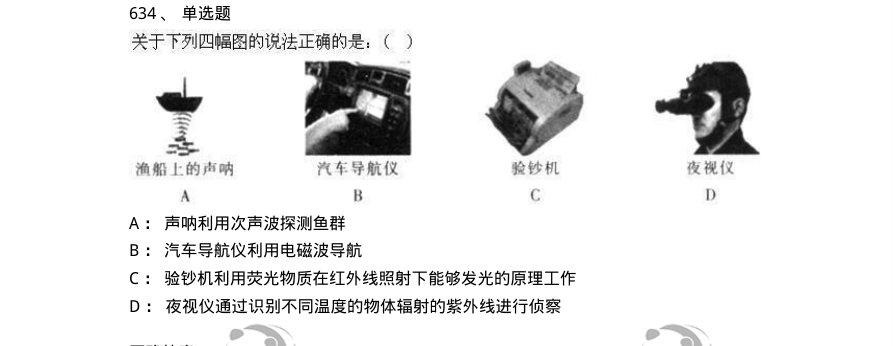 634 、 单选题
关于下列四幅图的说法正确的是：（ ）
渔船上的声呐 汽车导航仪 验钞机 夜视仪
A B C D
A ： 声呐利用次声波探测鱼群
B ： 汽车导航仪利用电磁波导航
C ： 验钞机利用荧光物质在红外线照射下能够发光的原理工作
D ： 夜视仪通过识别不同温度的物体辐射的紫外线进行侦察